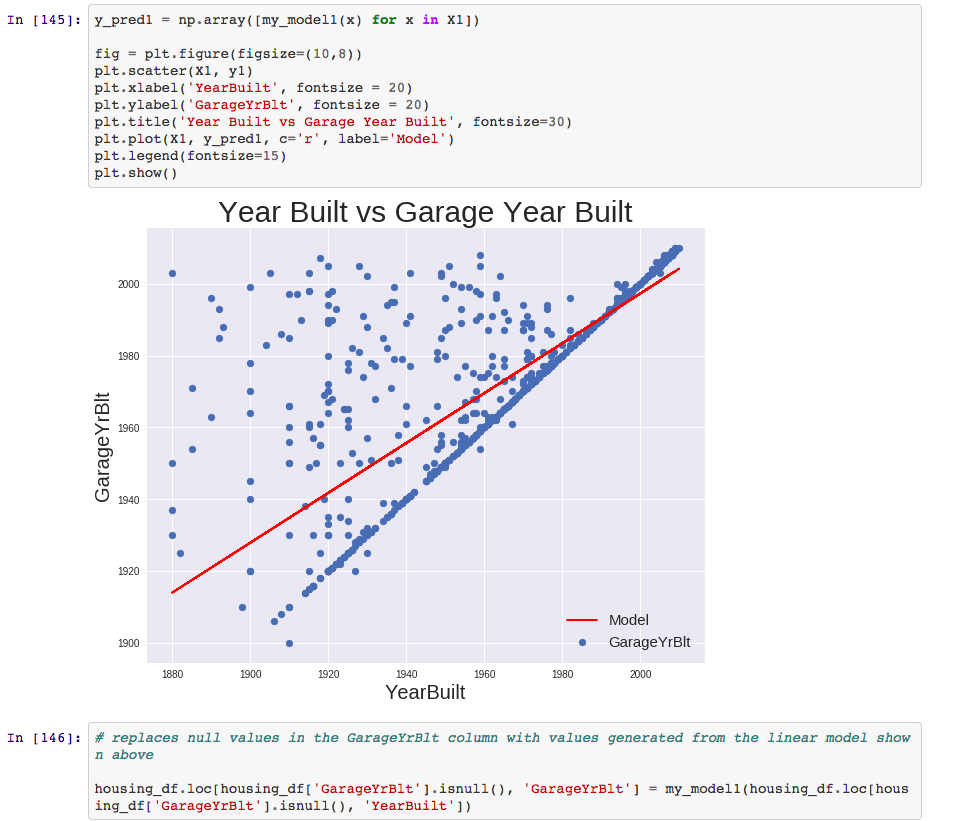 In [145]: y_pred1 = np.array([my_model1(x) for x in X1])
fig = plt.figure(figsize=(10,8))
plt.scatter(X1, y1)
plt.xlabel('YearBuilt', fontsize = 20)
plt.ylabel('GarageYrBlt', fontsize = 20)
plt.title('Year Built vs Garage Year Built', fontsize=30)
plt.plot(X1, y_pred1, c='r', label='Model')
plt.legend(fontsize=15)
plt.show()
Year Built vs Garage Year Built
GarageYrBlt
2000
1980
1960
1940
1920
1900
Model
GarageYrBlt
1880 1900 1920 1940 1960 1980 2000
YearBuilt
In [146]: # replaces null values in the GarageYrBlt column with values generated from the linear model show
n above
housing_df.loc[housing_df['GarageYrBlt'].isnull(), 'GarageYrBlt'] = my_model1(housing_df.loc[hous
ing_df['GarageYrBlt'].isnull(), 'YearBuilt'])